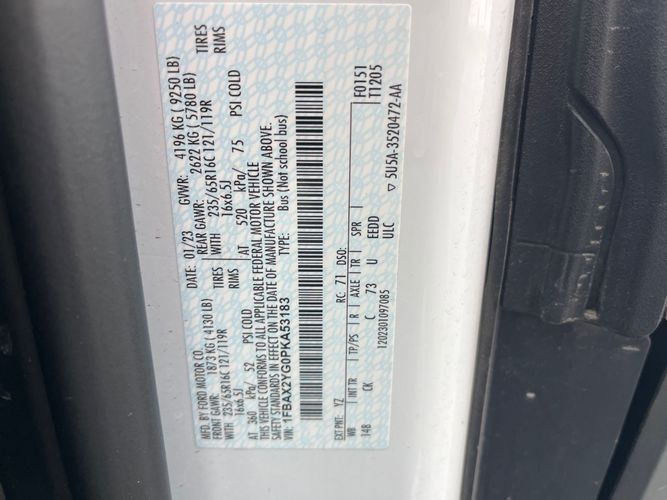 MFD. BY FORD MOTOR CO.
DATE: 01/23 GVWR: 4196 KG ( 9250 LB)
FRONT GAWR: 1873 KG ( 4130 LB) REAR GAWR: 2622 KG ( 5780 LB)
235/65R16C 121/119R TIRES WITH 235/65R16C 121/119R TIRES
16x6.5J RIMS 16x6.5J RIMS
AT 360 kPa/ 52 PSI COLD AT 520 kPa/ 75 PSI COLD
THIS VEHICLE CONFORMS TO ALL APPLICABLE FEDERAL MOTOR VEHICLE
SAFETY STANDARDS IN EFFECT ON THE DATE OF MANUFACTURE SHOWN ABOVE.
VIN: 1FBAX2YG0PKA53183 TYPE: Bus (Not school bus)
EXT PNT: YZ RC: 71 DSO: F0151
WB INT TR TP/PS R AXLE TR SPR T1205
14B CK C 73 U EEDD
1202301097085 ULC ▽ 5U5A-3520472-AA